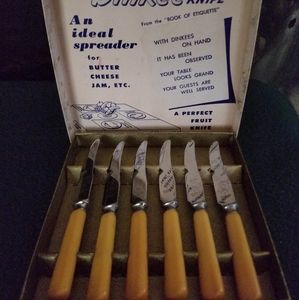 Dinkee KNIFE
From the "BOOK OF ETIQUETTE"
An
ideal
spreader
for
BUTTER
CHEESE
JAM, ETC.
WITH DINKEES
ON HAND
IT HAS BEEN
OBSERVED
YOUR TABLE
LOOKS GRAND
YOUR GUESTS ARE
WELL SERVED
A PERFECT
FRUIT
KNIFE